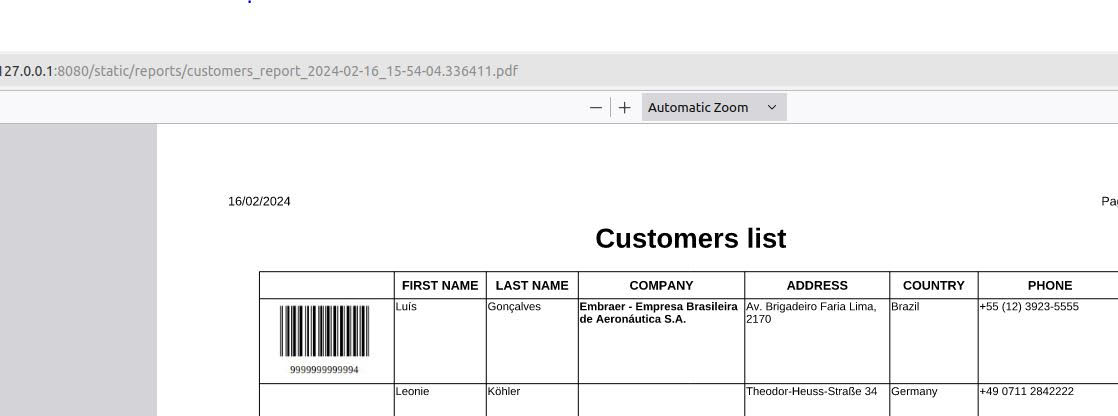 127.0.0.1:8080/static/reports/customers_report_2024-02-16_15-54-04.336411.pdf
Automatic Zoom
16/02/2024
Customers list
FIRST NAME LAST NAME COMPANY ADDRESS COUNTRY PHONE
Luís Gonçalves Embraer - Empresa Brasileira Av. Brigadeiro Faria Lima, Brazil +55 (12) 3923-5555
de Aeronáutica S.A. 2170
9999999999994
Leonie Köhler Theodor-Heuss-Straße 34 Germany +49 0711 2842222